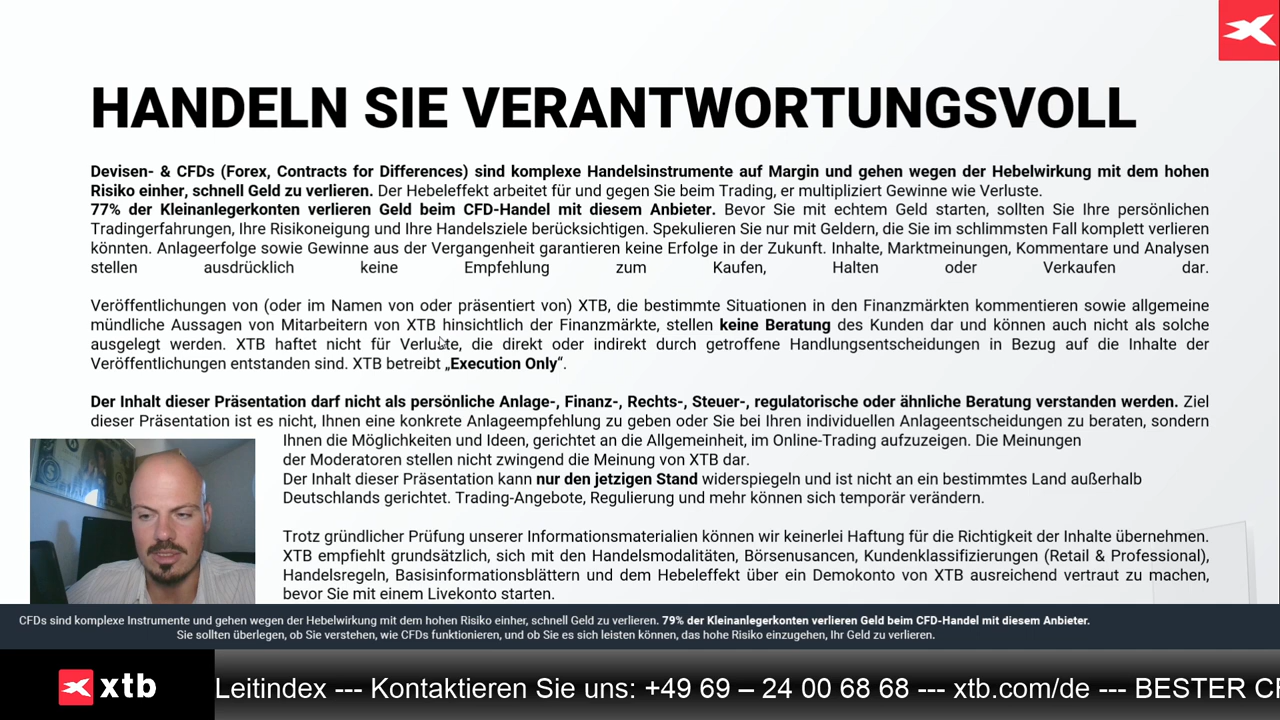 HANDELN SIE VERANTWORTUNGSVOLL
Devisen- & CFDs (Forex, Contracts for Differences) sind komplexe Handelsinstrumente auf Margin und gehen wegen der Hebelwirkung mit dem hohen
Risiko einher, schnell Geld zu verlieren. Der Hebeleffekt arbeitet für und gegen Sie beim Trading, er multipliziert Gewinne wie Verluste.
77% der Kleinanlegerkonten verlieren Geld beim CFD-Handel mit diesem Anbieter. Bevor Sie mit echtem Geld starten, sollten Sie Ihre persönlichen
Tradingerfahrungen, Ihre Risikoneigung und Ihre Handelsziele berücksichtigen. Spekulieren Sie nur mit Geldern, die Sie im schlimmsten Fall komplett verlieren
könnten. Anlageerfolge sowie Gewinne aus der Vergangenheit garantieren keine Erfolge in der Zukunft. Inhalte, Marktmeinungen, Kommentare und Analysen
stellen ausdrücklich keine Empfehlung zum Kaufen, Halten oder Verkaufen dar.
Veröffentlichungen von (oder im Namen von oder präsentiert von) XTB, die bestimmte Situationen in den Finanzmärkten kommentieren sowie allgemeine
mündliche Aussagen von Mitarbeitern von XTB hinsichtlich der Finanzmärkte, stellen keine Beratung des Kunden dar und können auch nicht als solche
ausgelegt werden. XTB haftet nicht für Verluste, die direkt oder indirekt durch getroffene Handlungsentscheidungen in Bezug auf die Inhalte der
Veröffentlichungen entstanden sind. XTB betreibt „Execution Only“.
Der Inhalt dieser Präsentation darf nicht als persönliche Anlage-, Finanz-, Rechts-, Steuer-, regulatorische oder ähnliche Beratung verstanden werden. Ziel
dieser Präsentation ist es nicht, Ihnen eine konkrete Anlageempfehlung zu geben oder Sie bei Ihren individuellen Anlageentscheidungen zu beraten, sondern
Ihnen die Möglichkeiten und Ideen, gerichtet an die Allgemeinheit, im Online-Trading aufzuzeigen. Die Meinungen
der Moderatoren stellen nicht zwingend die Meinung von XTB dar.
Der Inhalt dieser Präsentation kann nur den jetzigen Stand widerspiegeln und ist nicht an ein bestimmtes Land außerhalb
Deutschlands gerichtet. Trading-Angebote, Regulierung und mehr können sich temporär verändern.
Trotz gründlicher Prüfung unserer Informationsmaterialien können wir keinerlei Haftung für die Richtigkeit der Inhalte übernehmen.
XTB empfiehlt grundsätzlich, sich mit den Handelsmodalitäten, Börsenusancen, Kundenklassifizierungen (Retail & Professional),
Handelsregeln, Basisinformationsblättern und dem Hebeleffekt über ein Demokonto von XTB ausreichend vertraut zu machen,
bevor Sie mit einem Livekonto starten.
CFDs sind komplexe Instrumente und gehen wegen der Hebelwirkung mit dem hohen Risiko einher, schnell Geld zu verlieren. 79% der Kleinanlegerkonten verlieren Geld beim CFD-Handel mit diesem Anbieter.
Sie sollten überlegen, ob Sie verstehen, wie CFDs funktionieren, und ob Sie es sich leisten können, das hohe Risiko einzugehen, Ihr Geld zu verlieren.
xtb
Leitindex --- Kontaktieren Sie uns: +49 69 – 24 00 68 68 --- xtb.com/de --- BESTER